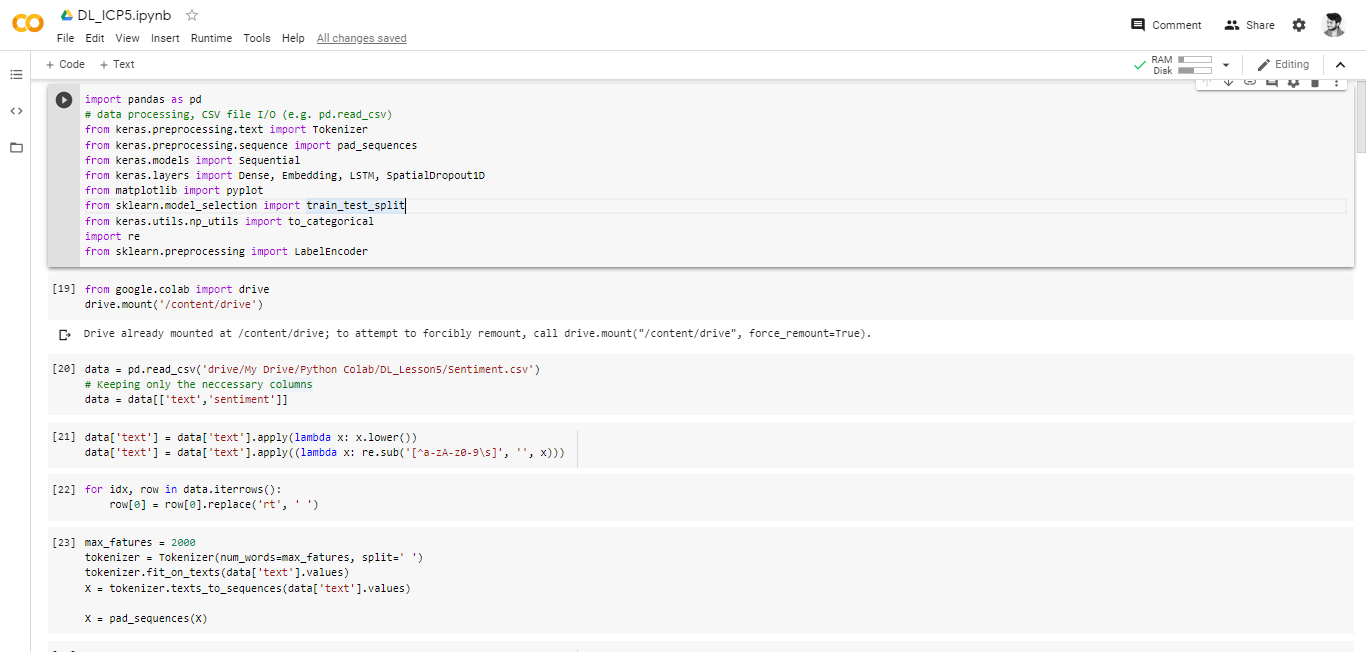 CO
DL_ICP5.ipynb
File Edit View Insert Runtime Tools Help All changes saved
Comment Share
+ Code + Text
RAM
Disk
Editing
import pandas as pd
# data processing, CSV file I/O (e.g. pd.read_csv)
from keras.preprocessing.text import Tokenizer
from keras.preprocessing.sequence import pad_sequences
from keras.models import Sequential
from keras.layers import Dense, Embedding, LSTM, SpatialDropout1D
from matplotlib import pyplot
from sklearn.model_selection import train_test_split
from keras.utils.np_utils import to_categorical
import re
from sklearn.preprocessing import LabelEncoder
[19] from google.colab import drive
drive.mount('/content/drive')
Drive already mounted at /content/drive; to attempt to forcibly remount, call drive.mount("/content/drive", force_remount=True).
[20] data = pd.read_csv('drive/My Drive/Python Colab/DL_Lesson5/Sentiment.csv')
# Keeping only the neccessary columns
data = data[['text','sentiment']]
[21] data['text'] = data['text'].apply(lambda x: x.lower())
data['text'] = data['text'].apply((lambda x: re.sub('[^a-zA-z0-9\s]', '', x)))
[22] for idx, row in data.iterrows():
row[0] = row[0].replace('rt', ' ')
[23] max_fatures = 2000
tokenizer = Tokenizer(num_words=max_fatures, split=' ')
tokenizer.fit_on_texts(data['text'].values)
X = tokenizer.texts_to_sequences(data['text'].values)
X = pad_sequences(X)